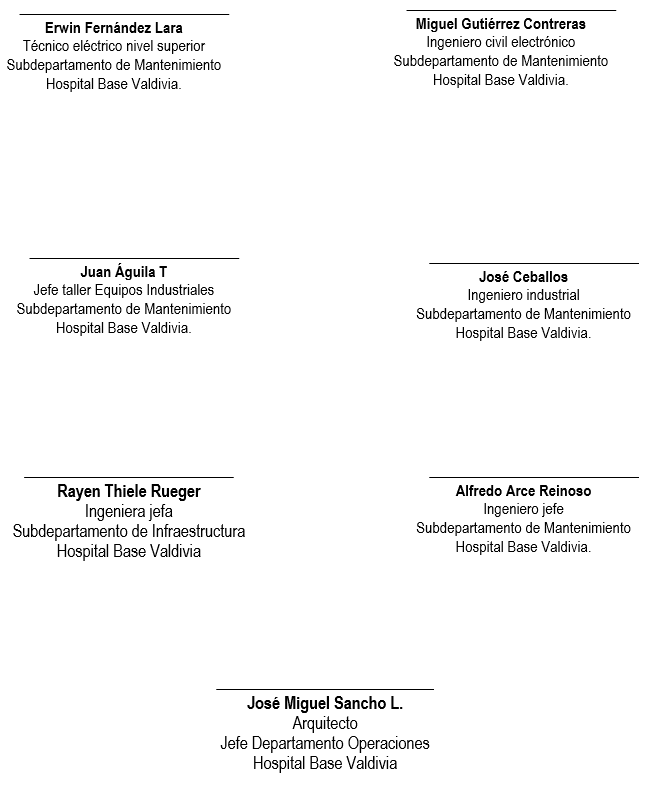 Erwin Fernández Lara
Técnico eléctrico nivel superior
Subdepartamento de Mantenimiento
Hospital Base Valdivia.
Miguel Gutiérrez Contreras
Ingeniero civil electrónico
Subdepartamento de Mantenimiento
Hospital Base Valdivia.
Juan Águila T
Jefe taller Equipos Industriales
Subdepartamento de Mantenimiento
Hospital Base Valdivia.
José Ceballos
Ingeniero industrial
Subdepartamento de Mantenimiento
Hospital Base Valdivia.
Rayen Thiele Rueger
Ingeniera jefa
Subdepartamento de Infraestructura
Hospital Base Valdivia
Alfredo Arce Reinoso
Ingeniero jefe
Subdepartamento de Mantenimiento
Hospital Base Valdivia.
José Miguel Sancho L.
Arquitecto
Jefe Departamento Operaciones
Hospital Base Valdivia